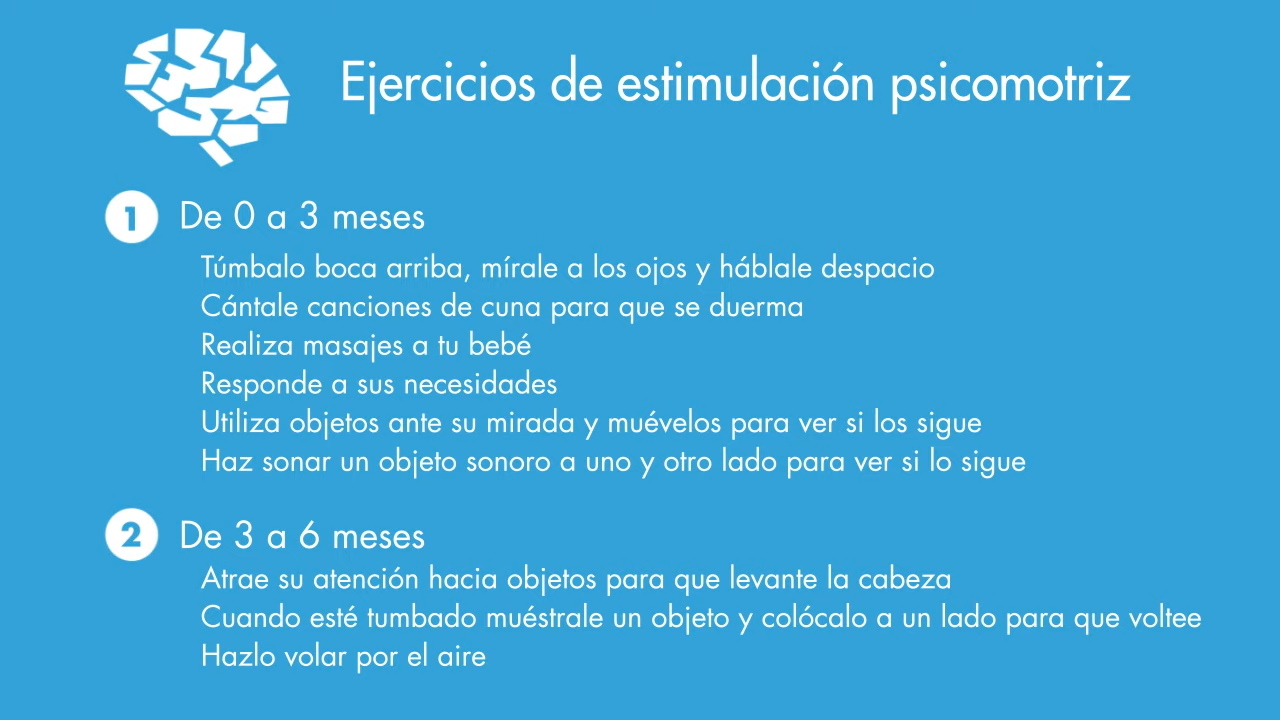 Ejercicios de estimulación psicomotriz
1 De 0 a 3 meses
Túmbalo boca arriba, mírale a los ojos y háblale despacio
Cántale canciones de cuna para que se duerma
Realiza masajes a tu bebé
Responde a sus necesidades
Utiliza objetos ante su mirada y muévelos para ver si los sigue
Haz sonar un objeto sonoro a uno y otro lado para ver si lo sigue
2 De 3 a 6 meses
Atrae su atención hacia objetos para que levante la cabeza
Cuando esté tumbado muéstrale un objeto y colócalo a un lado para que voltee
Hazlo volar por el aire